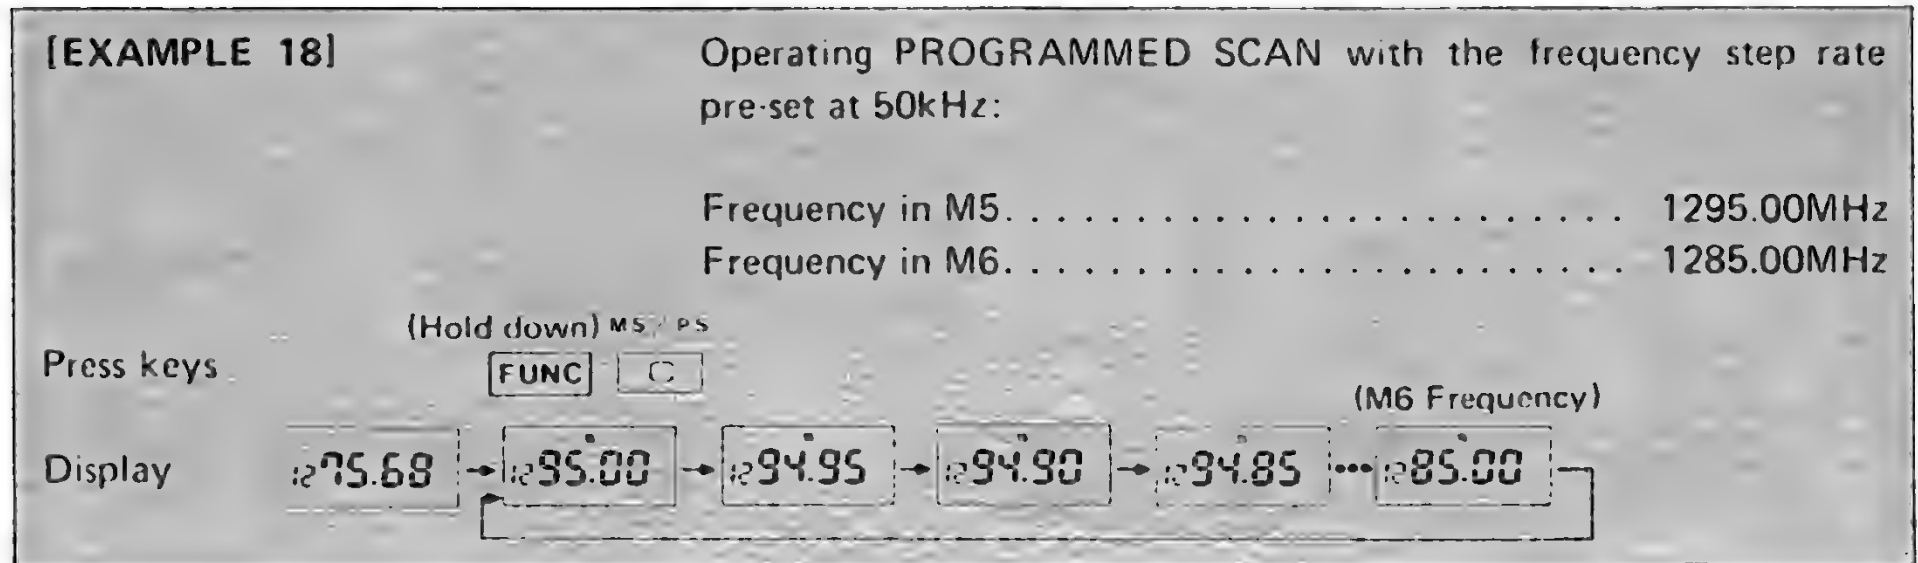 [EXAMPLE 18]
Operating PROGRAMMED SCAN with the frequency step rate
pre-set at 50kHz:
Frequency in M5. . . . . . . . . . . . . . . . . . . . . . . . 1295.00MHz
Frequency in M6. . . . . . . . . . . . . . . . . . . . . . . . 1285.00MHz
(Hold down) MS/PS
Press keys FUNC C
(M6 Frequency)
Display 1275.68 → 1295.00 → 1294.95 → 1294.90 → 1294.85 ••• 1285.00